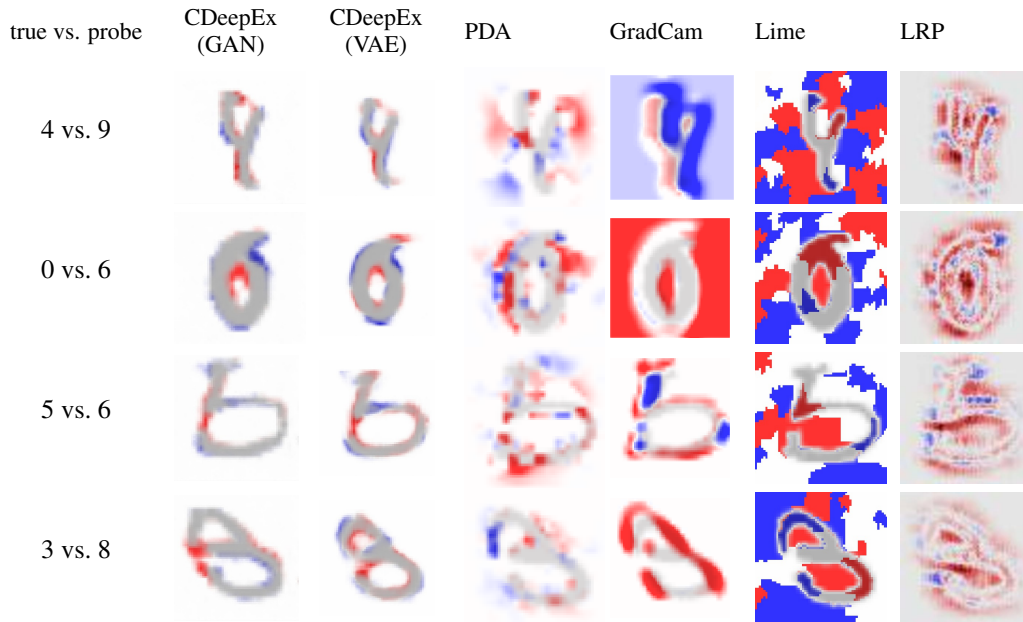 true vs. probe CDeepEx (GAN) CDeepEx (VAE) PDA GradCam Lime LRP
4 vs. 9
0 vs. 6
5 vs. 6
3 vs. 8